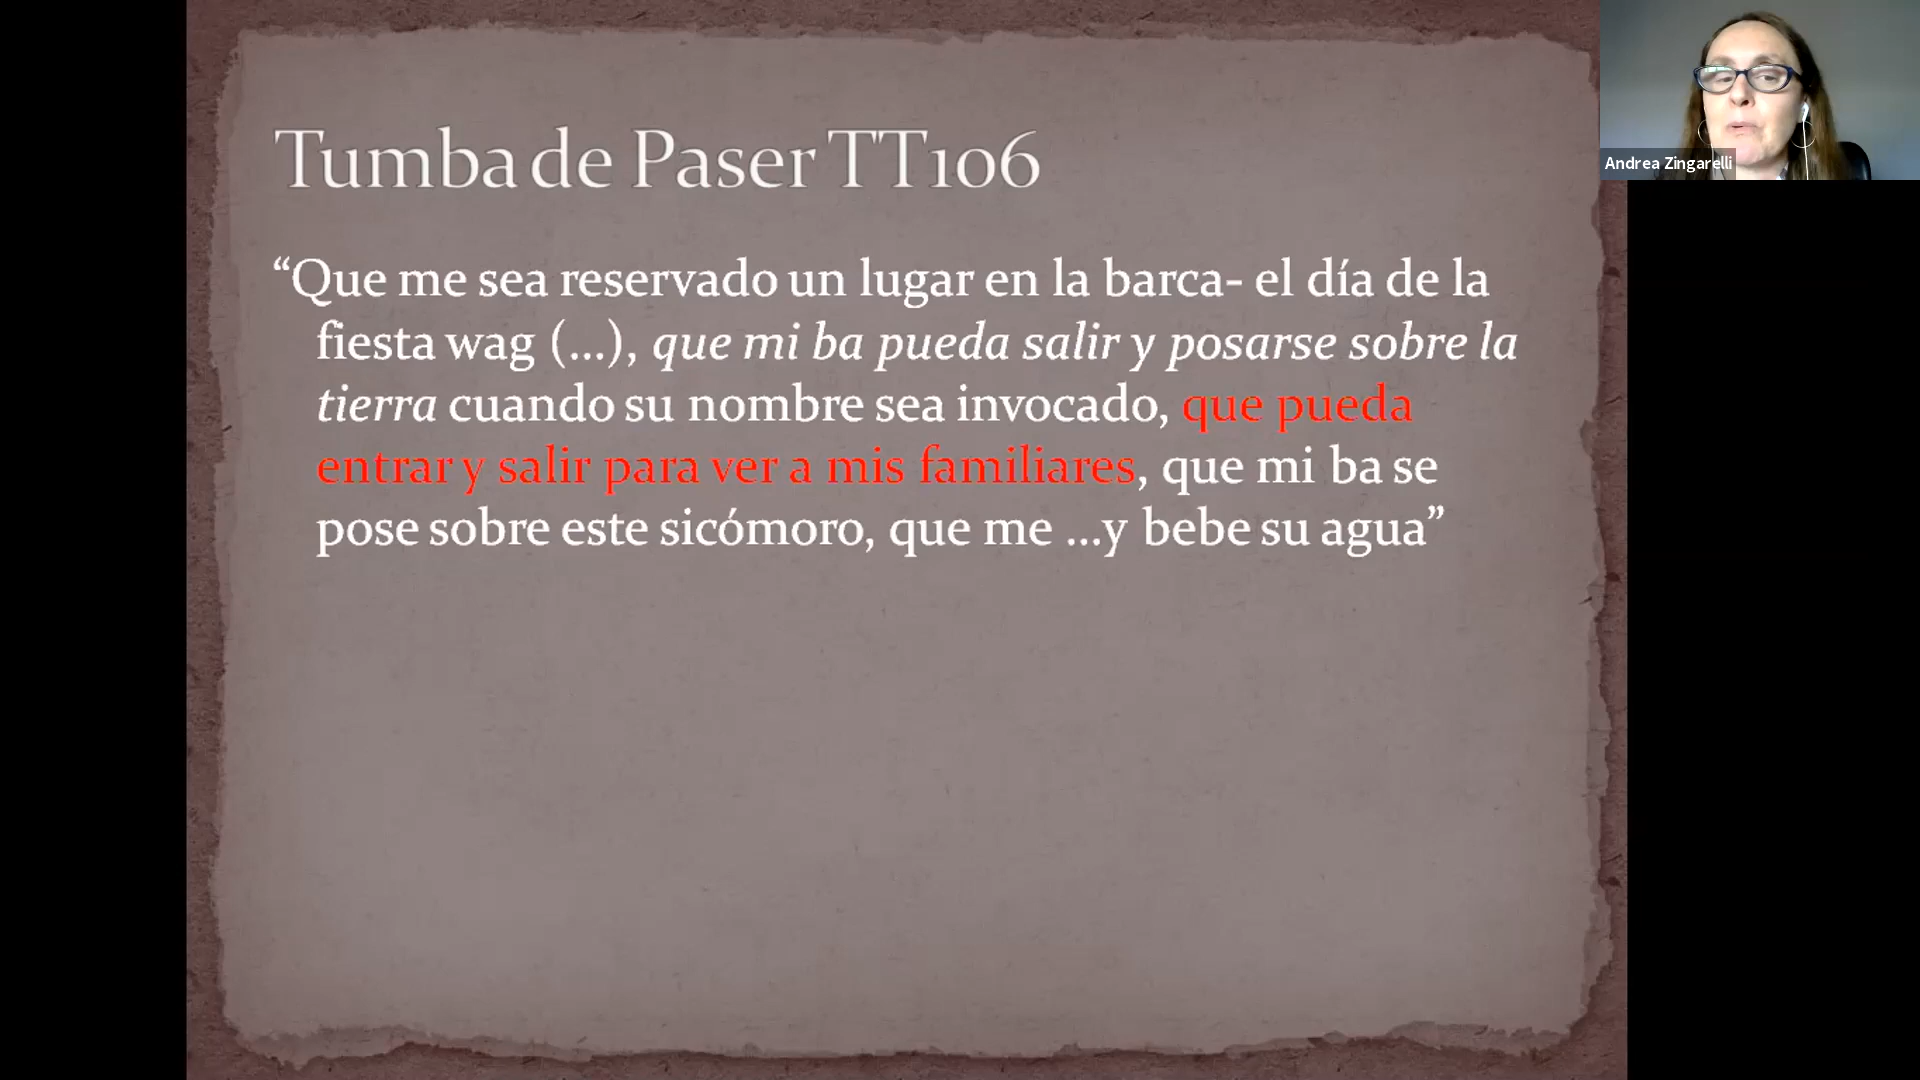 Tumba de Paser TT106
“Que me sea reservado un lugar en la barca- el día de la
fiesta wag (…), que mi ba pueda salir y posarse sobre la
tierra cuando su nombre sea invocado, que pueda
entrar y salir para ver a mis familiares, que mi ba se
pose sobre este sicómoro, que me …y bebe su agua”
Andrea Zingarelli